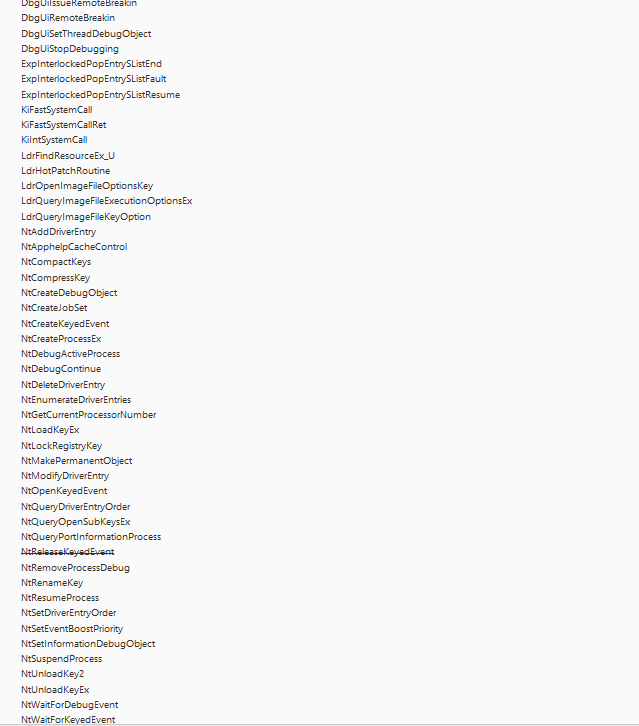 DbgUiIssueRemoteBreakin
DbgUiRemoteBreakin
DbgUiSetThreadDebugObject
DbgUiStopDebugging
ExpInterlockedPopEntrySListEnd
ExpInterlockedPopEntrySListFault
ExpInterlockedPopEntrySListResume
KiFastSystemCall
KiFastSystemCallRet
KiIntSystemCall
LdrFindResourceEx_U
LdrHotPatchRoutine
LdrOpenImageFileOptionsKey
LdrQueryImageFileExecutionOptionsEx
LdrQueryImageFileKeyOption
NtAddDriverEntry
NtApphelpCacheControl
NtCompactKeys
NtCompressKey
NtCreateDebugObject
NtCreateJobSet
NtCreateKeyedEvent
NtCreateProcessEx
NtDebugActiveProcess
NtDebugContinue
NtDeleteDriverEntry
NtEnumerateDriverEntries
NtGetCurrentProcessorNumber
NtLoadKeyEx
NtLockRegistryKey
NtMakePermanentObject
NtModifyDriverEntry
NtOpenKeyedEvent
NtQueryDriverEntryOrder
NtQueryOpenSubKeysEx
NtQueryPortInformationProcess
NtReleaseKeyedEvent
NtRemoveProcessDebug
NtRenameKey
NtResumeProcess
NtSetDriverEntryOrder
NtSetEventBoostPriority
NtSetInformationDebugObject
NtSuspendProcess
NtUnloadKey2
NtUnloadKeyEx
NtWaitForDebugEvent
NtWaitForKeyedEvent